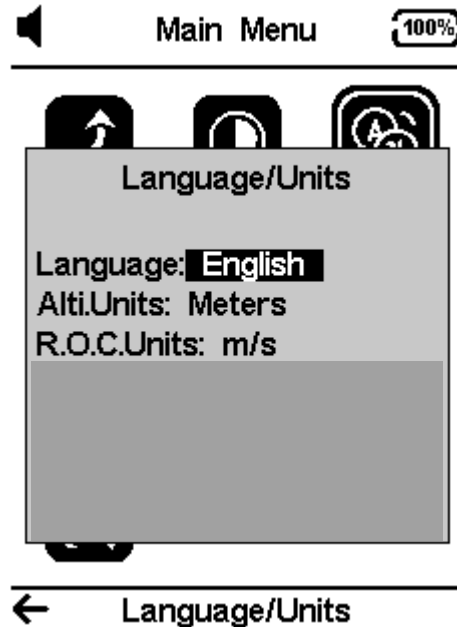 Main Menu 100%
Language/Units
Language: English
Alti.Units: Meters
R.O.C.Units: m/s
Language/Units